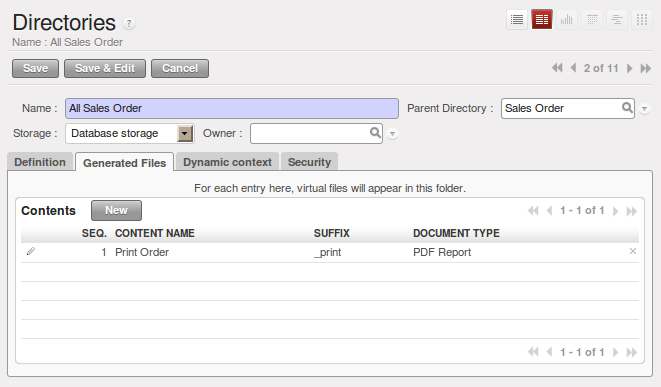 Directories ?
Name : All Sales Order
Save Save & Edit Cancel 2 of 11
Name : All Sales Order Parent Directory : Sales Order
Storage : Database storage Owner :
Definition Generated Files Dynamic context Security
For each entry here, virtual files will appear in this folder.
Contents New 1 - 1 of 1
SEQ. CONTENT NAME SUFFIX DOCUMENT TYPE
1 Print Order _print PDF Report
1 - 1 of 1